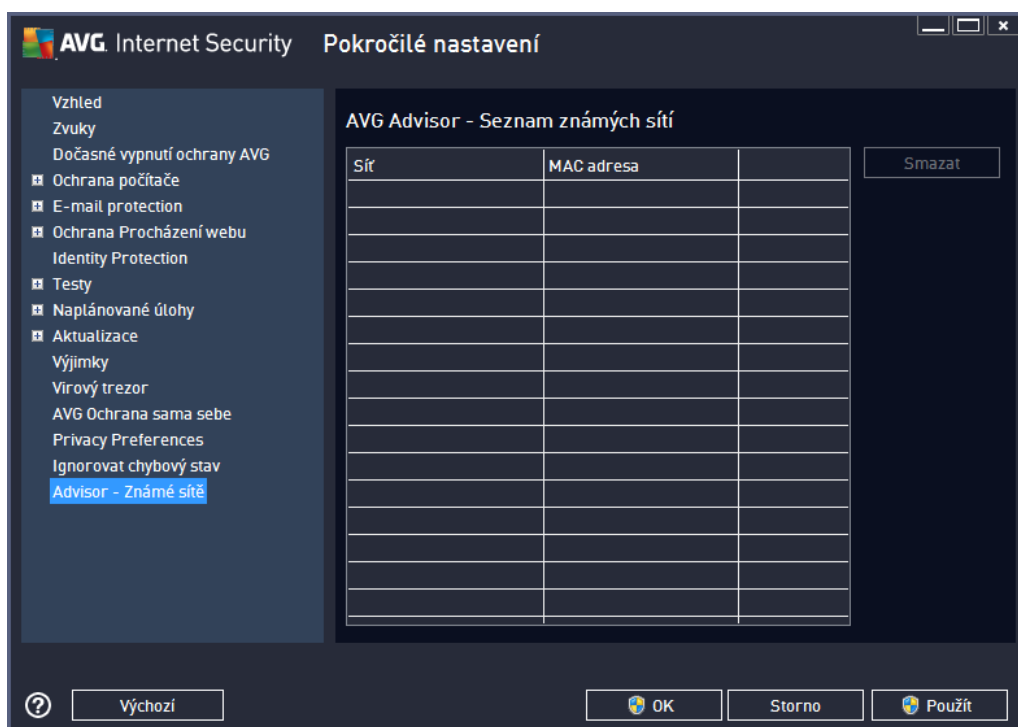 AVG. Internet Security Pokročilé nastavení
Vzhled
Zvuky
Dočasné vypnutí ochrany AVG
Ochrana počítače
E-mail protection
Ochrana Procházení webu
Identity Protection
Testy
Naplánované úlohy
Aktualizace
Výjimky
Virový trezor
AVG Ochrana sama sebe
Privacy Preferences
Ignorovat chybový stav
Advisor - Známé sítě
AVG Advisor - Seznam známých sítí
Síť MAC adresa
Smazat
? Výchozí OK Storno Použít